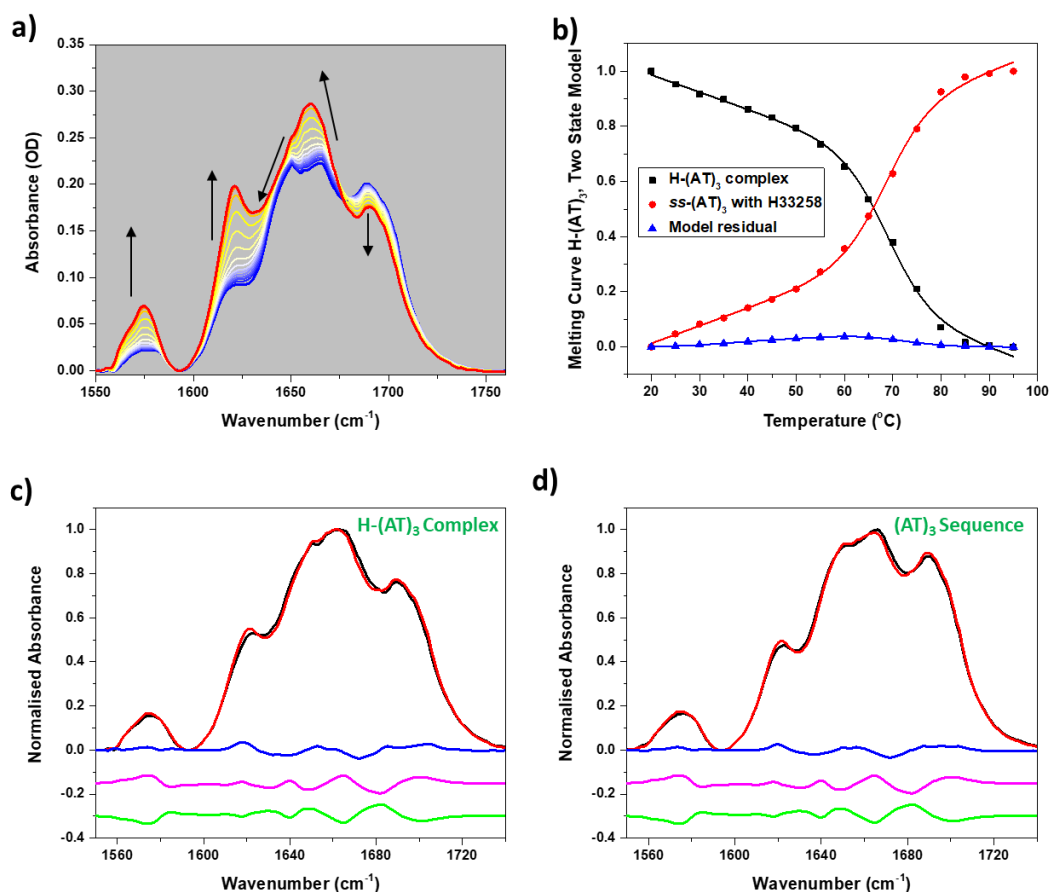 a)
0.35
0.30
0.25
0.20
0.15
0.10
0.05
0.00
Absorbance (OD)
1550 1600 1650 1700 1750
Wavenumber (cm⁻¹)
b)
1.0
0.8
0.6
0.4
0.2
0.0
Melting Curve H-(AT)₃, Two State Model
H-(AT)₃ complex
ss-(AT)₃ with H33258
Model residual
20 30 40 50 60 70 80 90 100
Temperature (°C)
c)
H-(AT)₃ Complex
1.0
0.8
0.6
0.4
0.2
0.0
-0.2
-0.4
Normalised Absorbance
1560 1600 1640 1680 1720
Wavenumber (cm⁻¹)
d)
(AT)₃ Sequence
1.0
0.8
0.6
0.4
0.2
0.0
-0.2
-0.4
Normalised Absorbance
1560 1600 1640 1680 1720
Wavenumber (cm⁻¹)